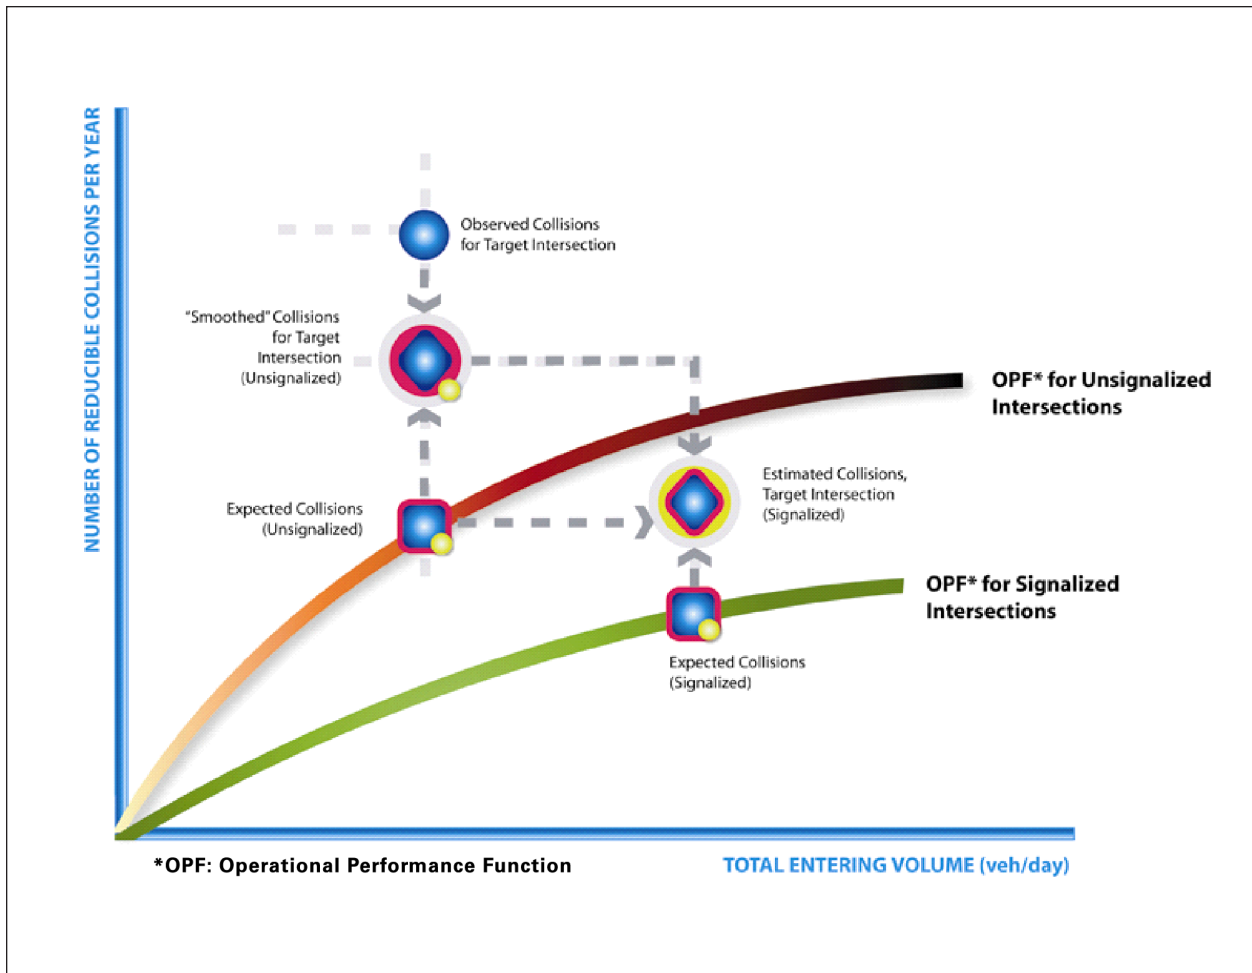 NUMBER OF REDUCIBLE COLLISIONS PER YEAR
Observed Collisions
for Target Intersection
"Smoothed" Collisions
for Target
Intersection
(Unsignalized)
OPF* for Unsignalized
Intersections
Expected Collisions
(Unsignalized)
Estimated Collisions,
Target Intersection
(Signalized)
OPF* for Signalized
Intersections
Expected Collisions
(Signalized)
*OPF: Operational Performance Function
TOTAL ENTERING VOLUME (veh/day)